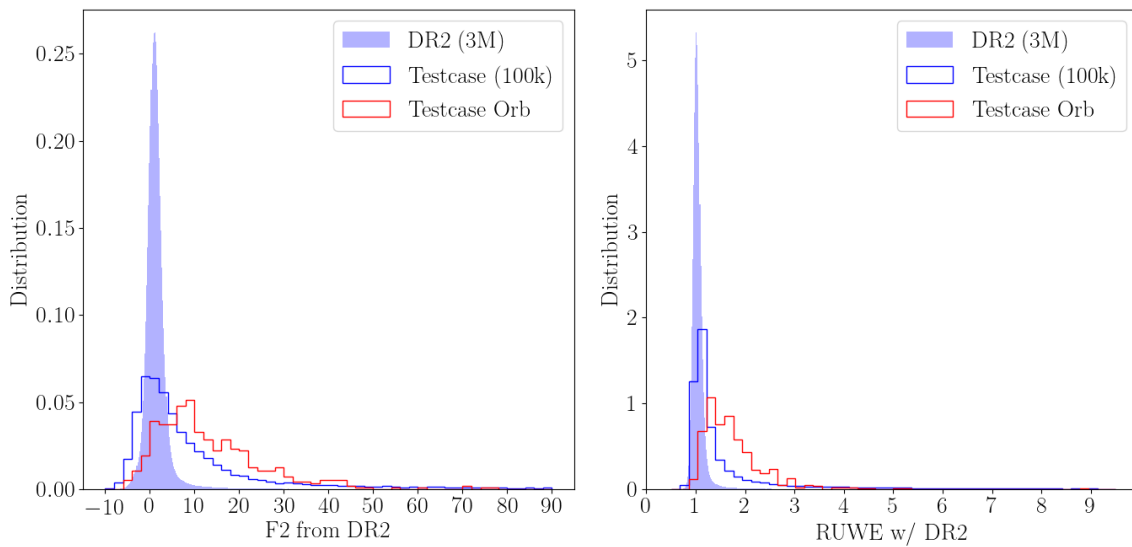 DR2 (3M)
Testcase (100k)
Testcase Orb
0.25
0.20
0.15
0.10
0.05
0.00
Distribution
−10 0 10 20 30 40 50 60 70 80 90
F2 from DR2
DR2 (3M)
Testcase (100k)
Testcase Orb
5
4
3
2
1
0
Distribution
0 1 2 3 4 5 6 7 8 9
RUWE w/ DR2